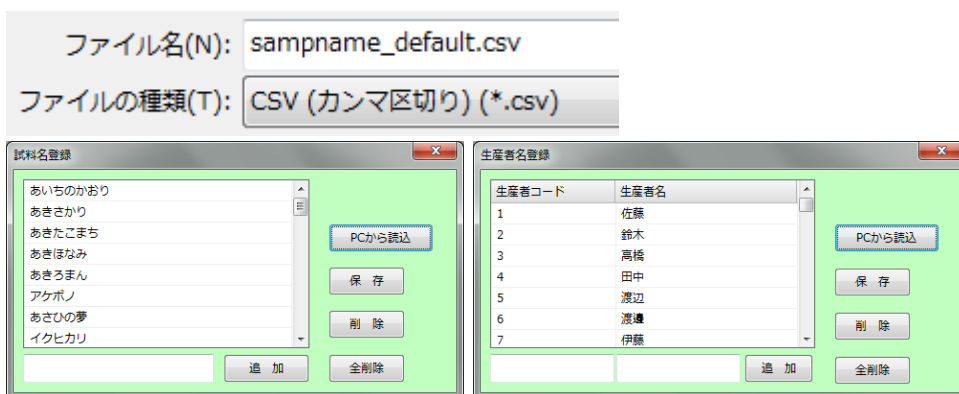 ファイル名(N): sampname_default.csv
ファイルの種類(T): CSV (カンマ区切り) (*.csv)
試料名登録
あいちのかおり
あきさかり
あきたこまち
あきほなみ
あきろまん
アケボノ
あさひの夢
イクヒカリ
PCから読込
保 存
削 除
追 加
全削除
生産者名登録
生産者コード 生産者名
1 佐藤
2 鈴木
3 高橋
4 田中
5 渡辺
6 渡邊
7 伊藤
PCから読込
保 存
削 除
追 加
全削除